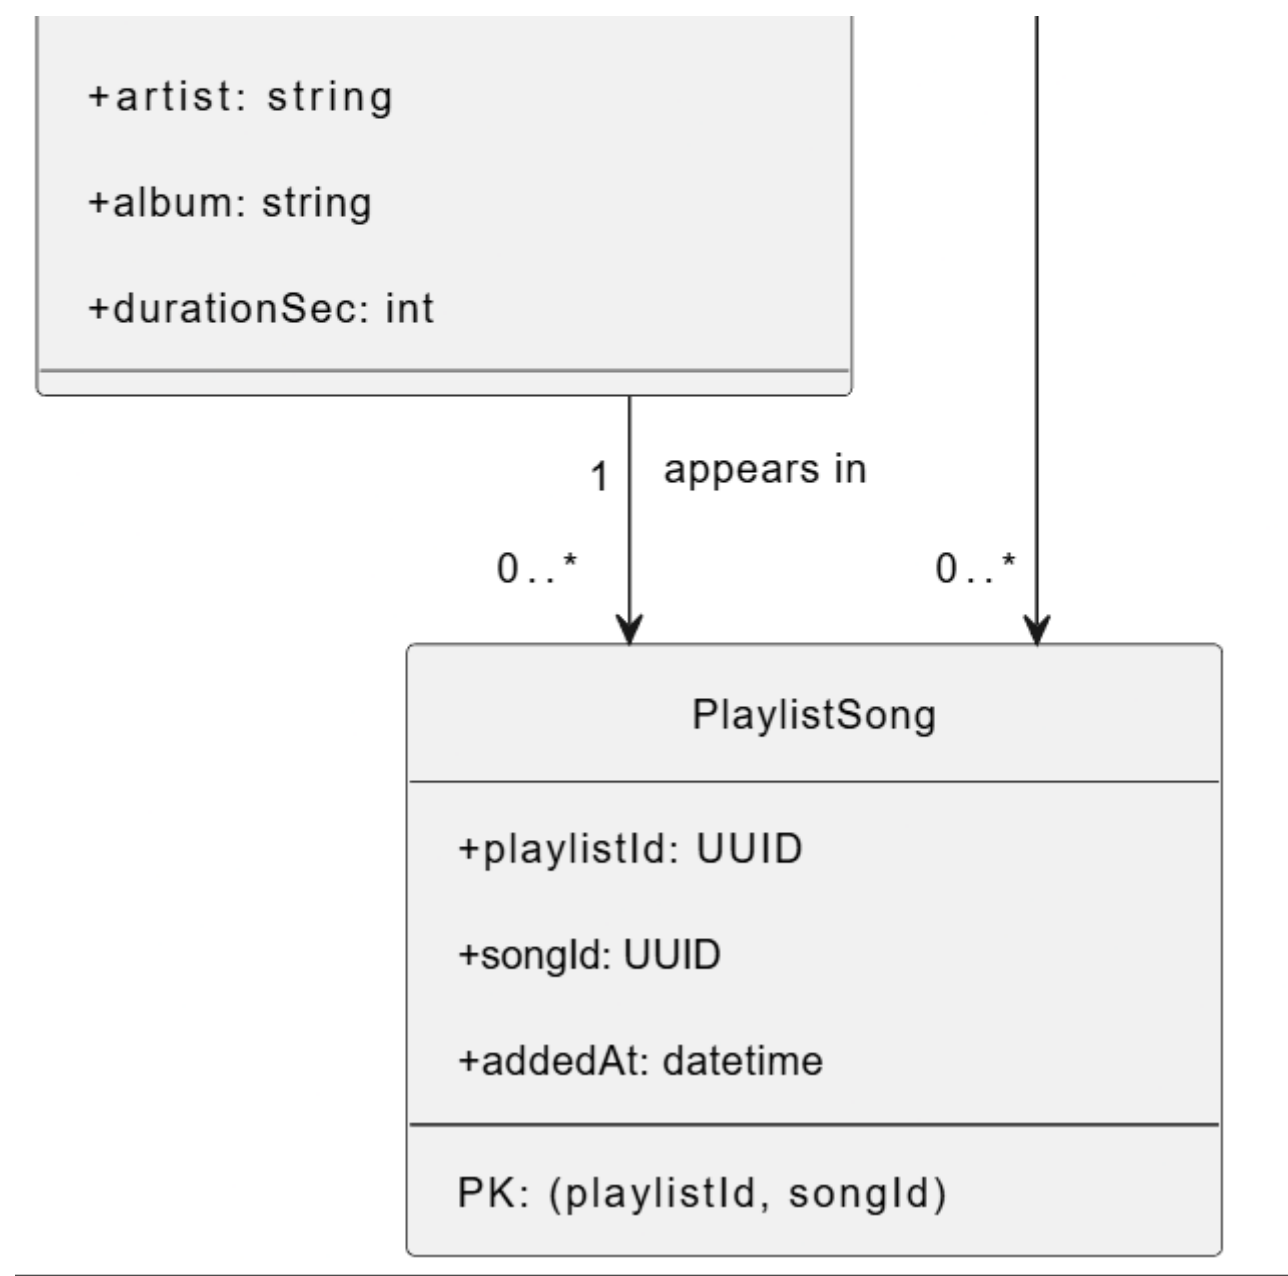 +artist: string
+album: string
+durationSec: int
1
appears in
0..*
0..*
PlaylistSong
+playlistId: UUID
+songId: UUID
+addedAt: datetime
PK: (playlistId, songId)